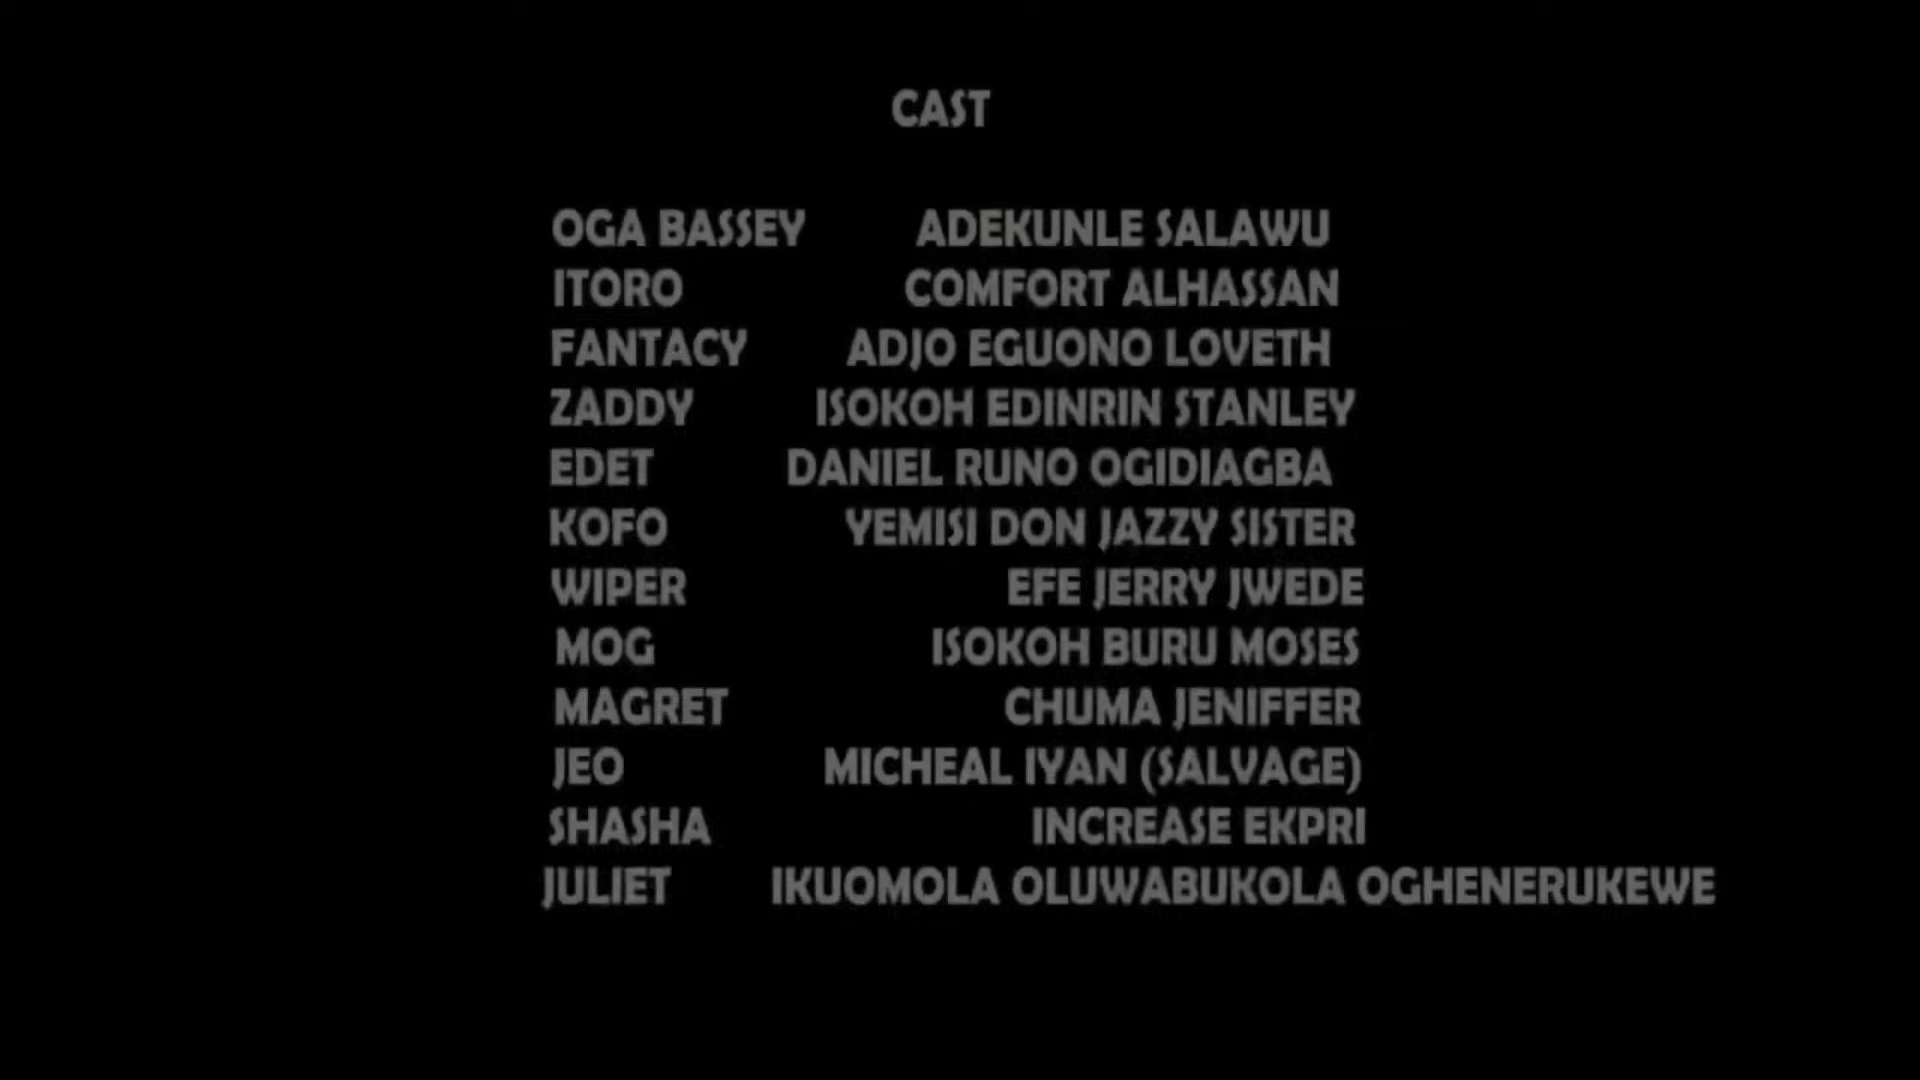 CAST
OGA BASSEY ADEKUNLE SALAWU
ITORO COMFORT ALHASSAN
FANTACY ADJO EGUONO LOVETH
ZADDY ISOKOH EDINRIN STANLEY
EDET DANIEL RUNO OGIDIAGBA
KOFO YEMISI DON JAZZY SISTER
WIPER EFE JERRY JWEDE
MOG ISOKOH BURU MOSES
MAGRET CHUMA JENIFFER
JEO MICHEAL IYAN (SALVAGE)
SHASHA INCREASE EKPRI
JULIET IKUOMOLA OLUWABUKOLA OGHENERUKEWE